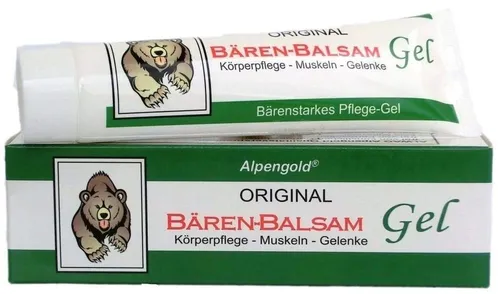 ORIGINAL
BÄREN-BALSAM Gel
Körperpflege - Muskeln - Gelenke
Bärenstarkes Pflege-Gel
Alpengold®
ORIGINAL
BÄREN-BALSAM Gel
Körperpflege - Muskeln - Gelenke